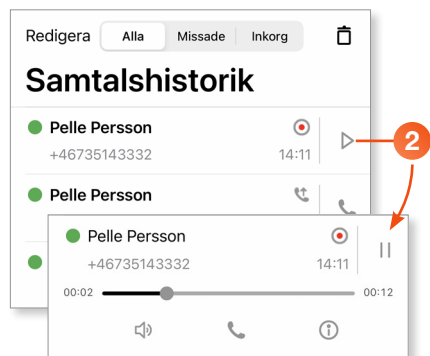 Redigera Alla Missade Inkorg
Samtalshistorik
Pelle Persson
+46735143332 14:11
2
Pelle Persson
Pelle Persson
+46735143332 14:11
00:02 00:12